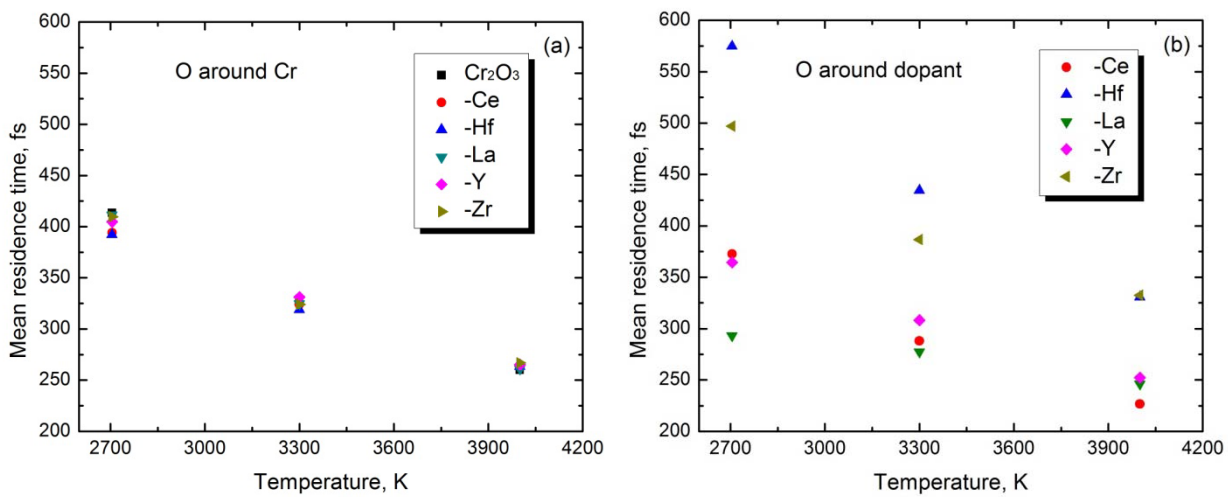 600
550
500
450
400
350
300
250
200
Mean residence time, fs
(a)
O around Cr
Cr₂O₃
-Ce
-Hf
-La
-Y
-Zr
2700 3000 3300 3600 3900 4200
Temperature, K
600
550
500
450
400
350
300
250
200
Mean residence time, fs
(b)
O around dopant
-Ce
-Hf
-La
-Y
-Zr
2700 3000 3300 3600 3900 4200
Temperature, K